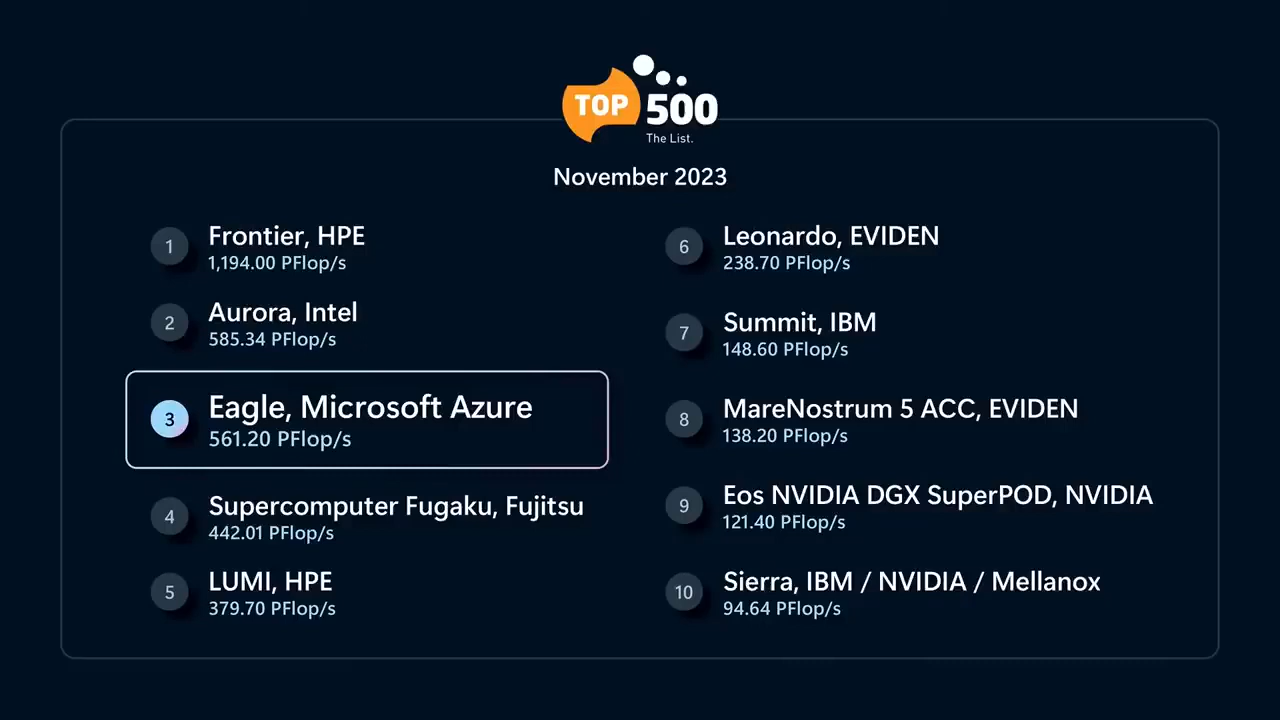 TOP 500
The List.
November 2023
1
Frontier, HPE
1,194.00 PFlop/s
2
Aurora, Intel
585.34 PFlop/s
3
Eagle, Microsoft Azure
561.20 PFlop/s
4
Supercomputer Fugaku, Fujitsu
442.01 PFlop/s
5
LUMI, HPE
379.70 PFlop/s
6
Leonardo, EVIDEN
238.70 PFlop/s
7
Summit, IBM
148.60 PFlop/s
8
MareNostrum 5 ACC, EVIDEN
138.20 PFlop/s
9
Eos NVIDIA DGX SuperPOD, NVIDIA
121.40 PFlop/s
10
Sierra, IBM / NVIDIA / Mellanox
94.64 PFlop/s